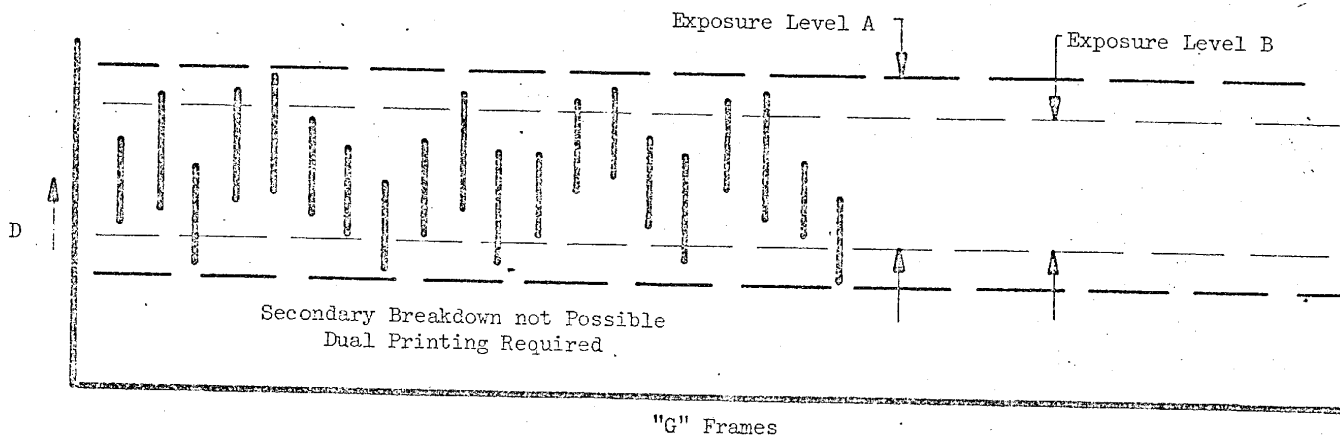 Exposure Level A
Exposure Level B
D
Secondary Breakdown not Possible
Dual Printing Required
"G" Frames